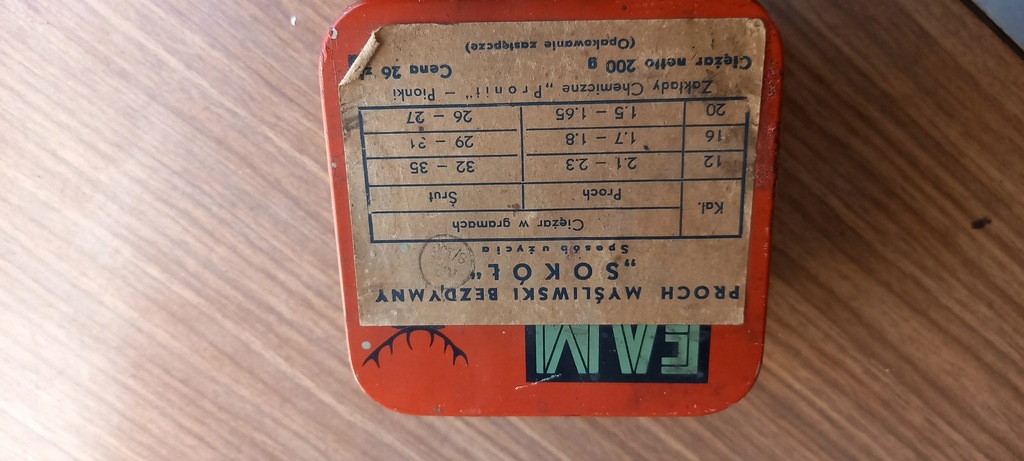 PROCH MYŚLIWSKI BEZDYMNY
„SOKÓŁ“
Sposób użycia
Kal. Ciężar w gramach
Proch Śrut
12 2.1 – 2.3 32 – 35
16 1.7 – 1.8 29 – 31
20 1.5 – 1.65 26 – 27
Zakłady Chemiczne „Pronit“ – Pionki
Ciężar netto 200 g Cena 26 zł
(Opakowanie zastępcze)